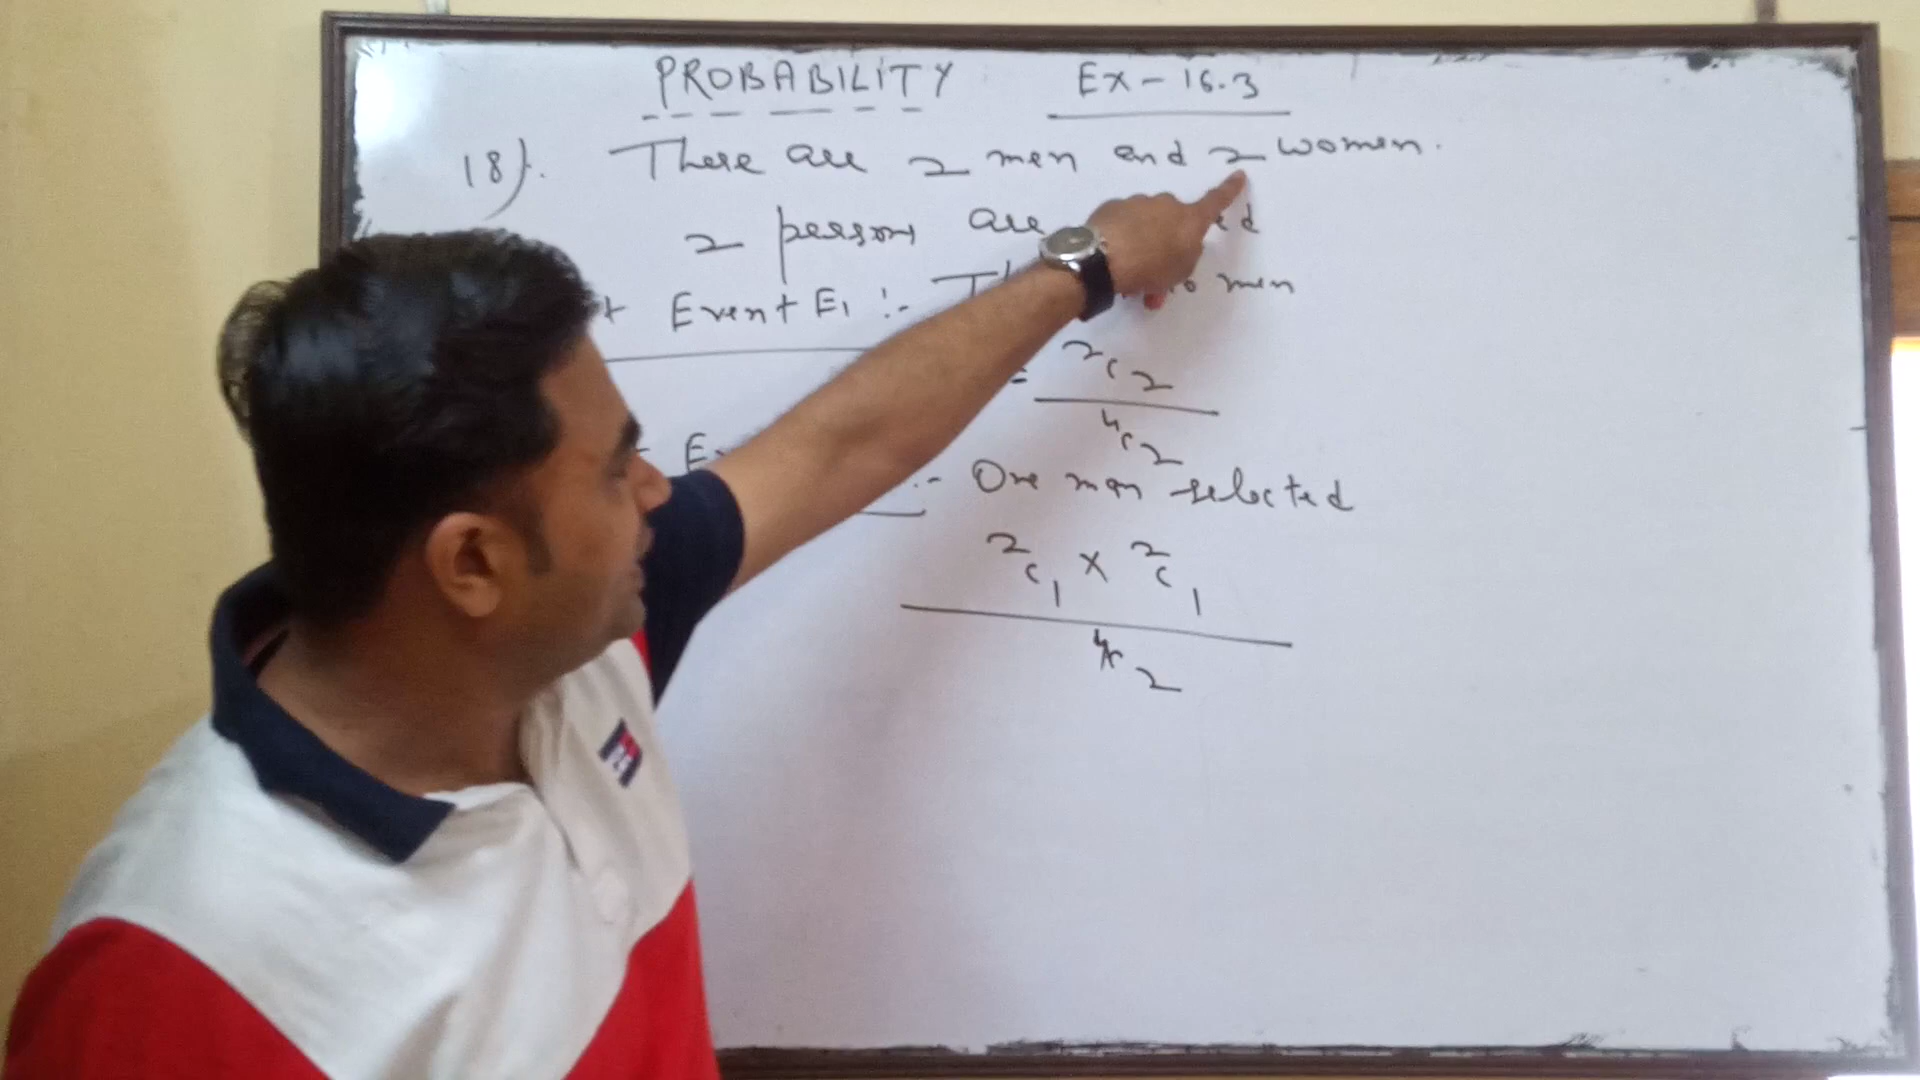 PROBABILITY Ex-16.3
18). There are 2 men and 2 women.
2 persons are
Event E1 :- men
= 2c2
4c2
:- One man selected
2c1 x 2c1
4c2